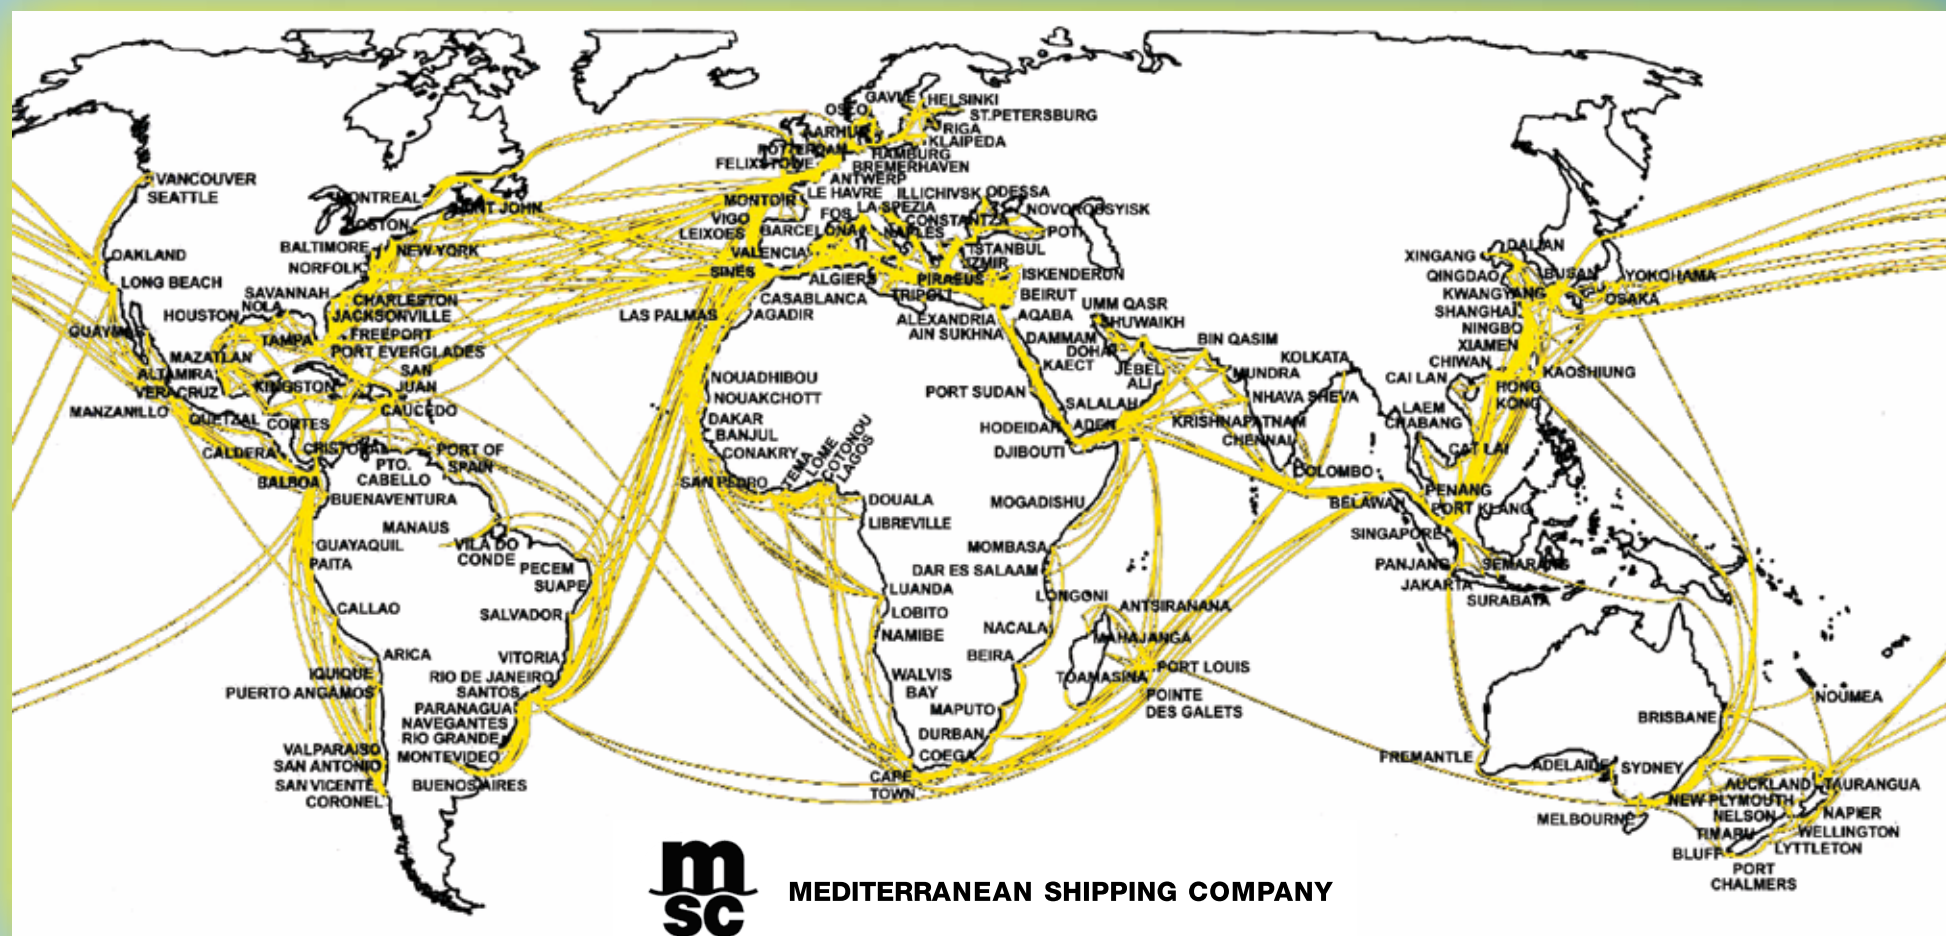 GAVLE
HELSINKI
OSLO
ST.PETERSBURG
AARHUS
RIGA
KLAIPEDA
ROTTERDAM
HAMBURG
FELIXSTOWE
BREMERHAVEN
ANTWERP
VANCOUVER
SEATTLE
MONTREAL
LE HAVRE
ILLICHIVSK
ODESSA
MONTOIR
LA SPEZIA
NOVOROSSYISK
BOSTON
VIGO
FOS
CONSTANTZA
LEIXOES
BARCELONA
NAPLES
POTI
BALTIMORE
NEW YORK
VALENCIA
ISTANBUL
OAKLAND
NORFOLK
SINES
IZMIR
LONG BEACH
ALGIERS
PIRAEUS
ISKENDERUN
SAVANNAH
CHARLESTON
CASABLANCA
TRIPOLI
BEIRUT
NOLA
HOUSTON
JACKSONVILLE
LAS PALMAS
AGADIR
ALEXANDRIA
AQABA
UMM QASR
GUAYMAS
FREEPORT
AIN SUKHNA
SHUWAIKH
TAMPA
PORT EVERGLADES
DAMMAM
BIN QASIM
MAZATLAN
DOHA
KOLKATA
ALTAMIRA
SAN
JUAN
KAECT
JEBEL
ALI
MUNDRA
KINGSTON
NOUADHIBOU
VERACRUZ
NOUAKCHOTT
PORT SUDAN
NHAVA SHEVA
MANZANILLO
QUETZAL
CORTES
CAUCEDO
DAKAR
SALALAH
BANJUL
HODEIDAH
ADEN
KRISHNAPATNAM
CALDERA
CRISTOBAL
PORT OF
SPAIN
CONAKRY
TEMA
LOME
COTONOU
LAGOS
DJIBOUTI
CHENNAI
PTO.
CABELLO
BALBOA
SAN PEDRO
COLOMBO
BUENAVENTURA
DOUALA
MOGADISHU
BELAWAN
MANAUS
LIBREVILLE
GUAYAQUIL
VILA DO
CONDE
MOMBASA
PAITA
PECEM
DAR ES SALAAM
SUAPE
LUANDA
LONGONI
CALLAO
SALVADOR
LOBITO
ANTSIRANANA
NAMIBE
NACALA
MAHAJANGA
ARICA
VITORIA
BEIRA
IQUIQUE
RIO DE JANEIRO
WALVIS
BAY
TOAMASINA
PORT LOUIS
PUERTO ANGAMOS
SANTOS
POINTE
DES GALETS
PARANAGUA
MAPUTO
NAVEGANTES
RIO GRANDE
DURBAN
VALPARAISO
MONTEVIDEO
COEGA
SAN ANTONIO
CAPE
TOWN
SAN VICENTE
BUENOS AIRES
CORONEL
XINGANG
DALIAN
QINGDAO
BUSAN
YOKOHAMA
KWANGYANG
OSAKA
SHANGHAI
NINGBO
XIAMEN
CHIWAN
KAOSHIUNG
CAI LAN
HONG
KONG
LAEM
CHABANG
CAT LAI
PENANG
PORT KLANG
SINGAPORE
PANJANG
SEMARANG
JAKARTA
SURABAYA
NOUMEA
BRISBANE
FREMANTLE
ADELAIDE
SYDNEY
AUCKLAND
TAURANGUA
NEW PLYMOUTH
NELSON
NAPIER
MELBOURNE
TIMARU
WELLINGTON
BLUFF
LYTTLETON
PORT
CHALMERS
msc
MEDITERRANEAN SHIPPING COMPANY